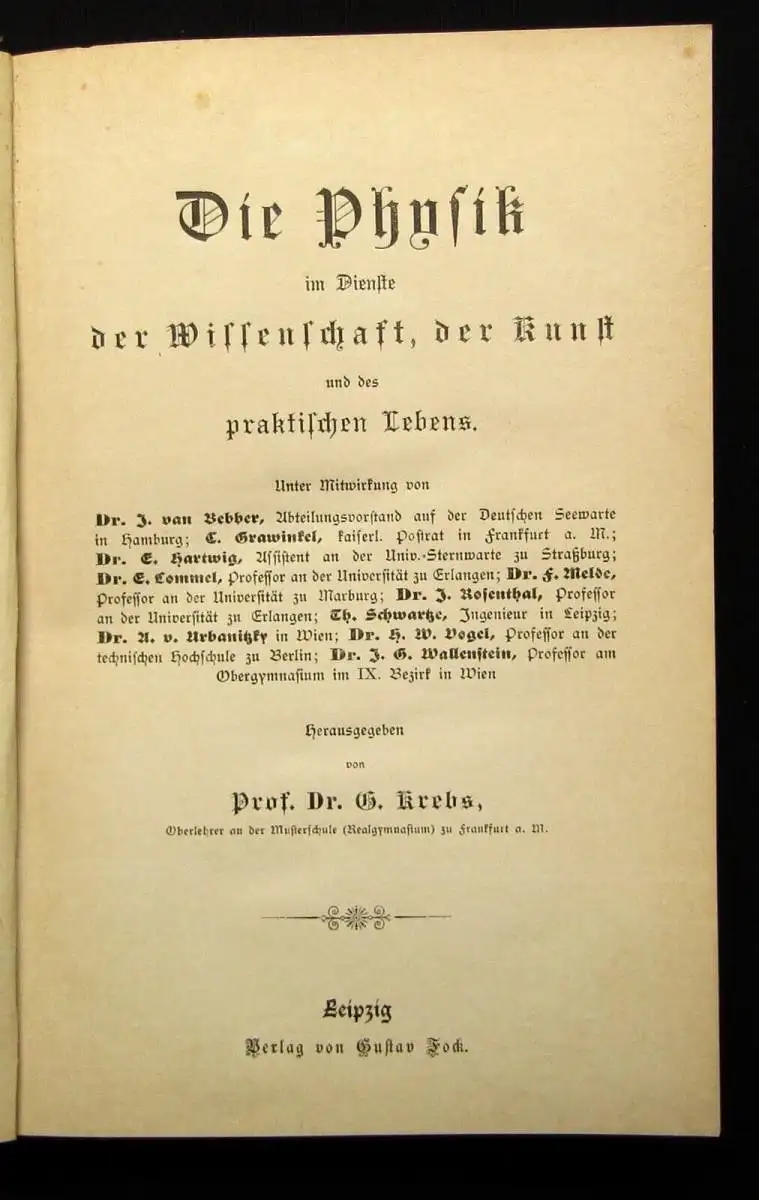 Die Physik
im Dienste
der Wissenschaft, der Kunst
und des
praktischen Lebens.
Unter Mitwirkung von
Dr. J. van Bebber, Abteilungsvorstand auf der Deutschen Seewarte
in Hamburg; C. Grawinkel, kaiserl. Postrat in Frankfurt a. M.;
Dr. E. Hartwig, Assistent an der Univ.-Sternwarte zu Straßburg;
Dr. E. Lommel, Professor an der Universität zu Erlangen; Dr. F. Melde,
Professor an der Universität zu Marburg; Dr. J. Rosenthal, Professor
an der Universität zu Erlangen; Th. Schwartze, Ingenieur in Leipzig;
Dr. A. v. Urbanitzky in Wien; Dr. H. W. Vogel, Professor an der
technischen Hochschule zu Berlin; Dr. J. G. Wallenstein, Professor am
Obergymnasium im IX. Bezirk in Wien
Herausgegeben
von
Prof. Dr. G. Krebs,
Oberlehrer an der Musterschule (Realgymnasium) zu Frankfurt a. M.
Leipzig
Verlag von Gustav Fock.